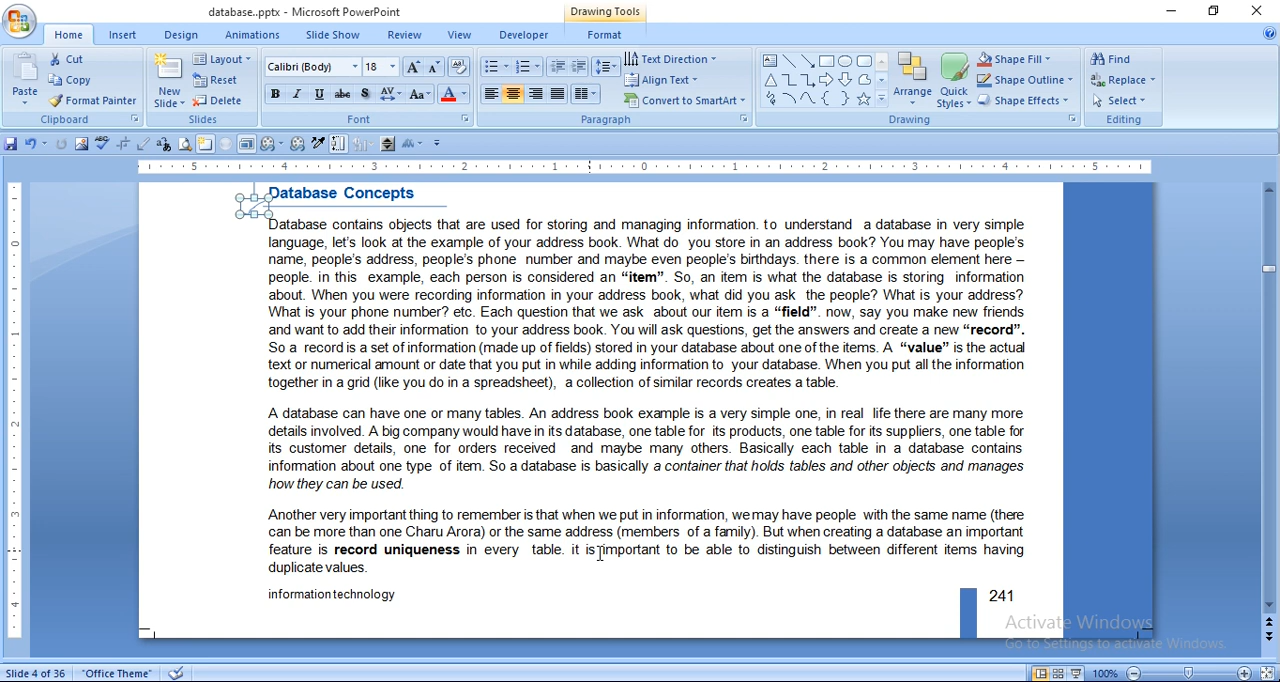 database..pptx - Microsoft PowerPoint
Drawing Tools
Home Insert Design Animations Slide Show Review View Developer Format
Paste
Cut
Copy
Format Painter
Clipboard
New Slide
Layout
Reset
Delete
Slides
Calibri (Body) 18
B I U abc S AV Aa A
Font
Text Direction
Align Text
Convert to SmartArt
Paragraph
Arrange
Quick Styles
Shape Fill
Shape Outline
Shape Effects
Drawing
Find
Replace
Select
Editing
5 4 3 2 1 0 1 2 3 4 5
0
1
2
3
4
Database Concepts
Database contains objects that are used for storing and managing information. to understand a database in very simple
language, let's look at the example of your address book. What do you store in an address book? You may have people's
name, people's address, people's phone number and maybe even people's birthdays. there is a common element here –
people. in this example, each person is considered an “item”. So, an item is what the database is storing information
about. When you were recording information in your address book, what did you ask the people? What is your address?
What is your phone number? etc. Each question that we ask about our item is a “field”. now, say you make new friends
and want to add their information to your address book. You will ask questions, get the answers and create a new “record”.
So a record is a set of information (made up of fields) stored in your database about one of the items. A “value” is the actual
text or numerical amount or date that you put in while adding information to your database. When you put all the information
together in a grid (like you do in a spreadsheet), a collection of similar records creates a table.
A database can have one or many tables. An address book example is a very simple one, in real life there are many more
details involved. A big company would have in its database, one table for its products, one table for its suppliers, one table for
its customer details, one for orders received and maybe many others. Basically each table in a database contains
information about one type of item. So a database is basically a container that holds tables and other objects and manages
how they can be used.
Another very important thing to remember is that when we put in information, we may have people with the same name (there
can be more than one Charu Arora) or the same address (members of a family). But when creating a database an important
feature is record uniqueness in every table. it is important to be able to distinguish between different items having
duplicate values.
information technology
241
Activate Windows
Go to Settings to activate Windows.
Slide 4 of 36 "Office Theme" 100%